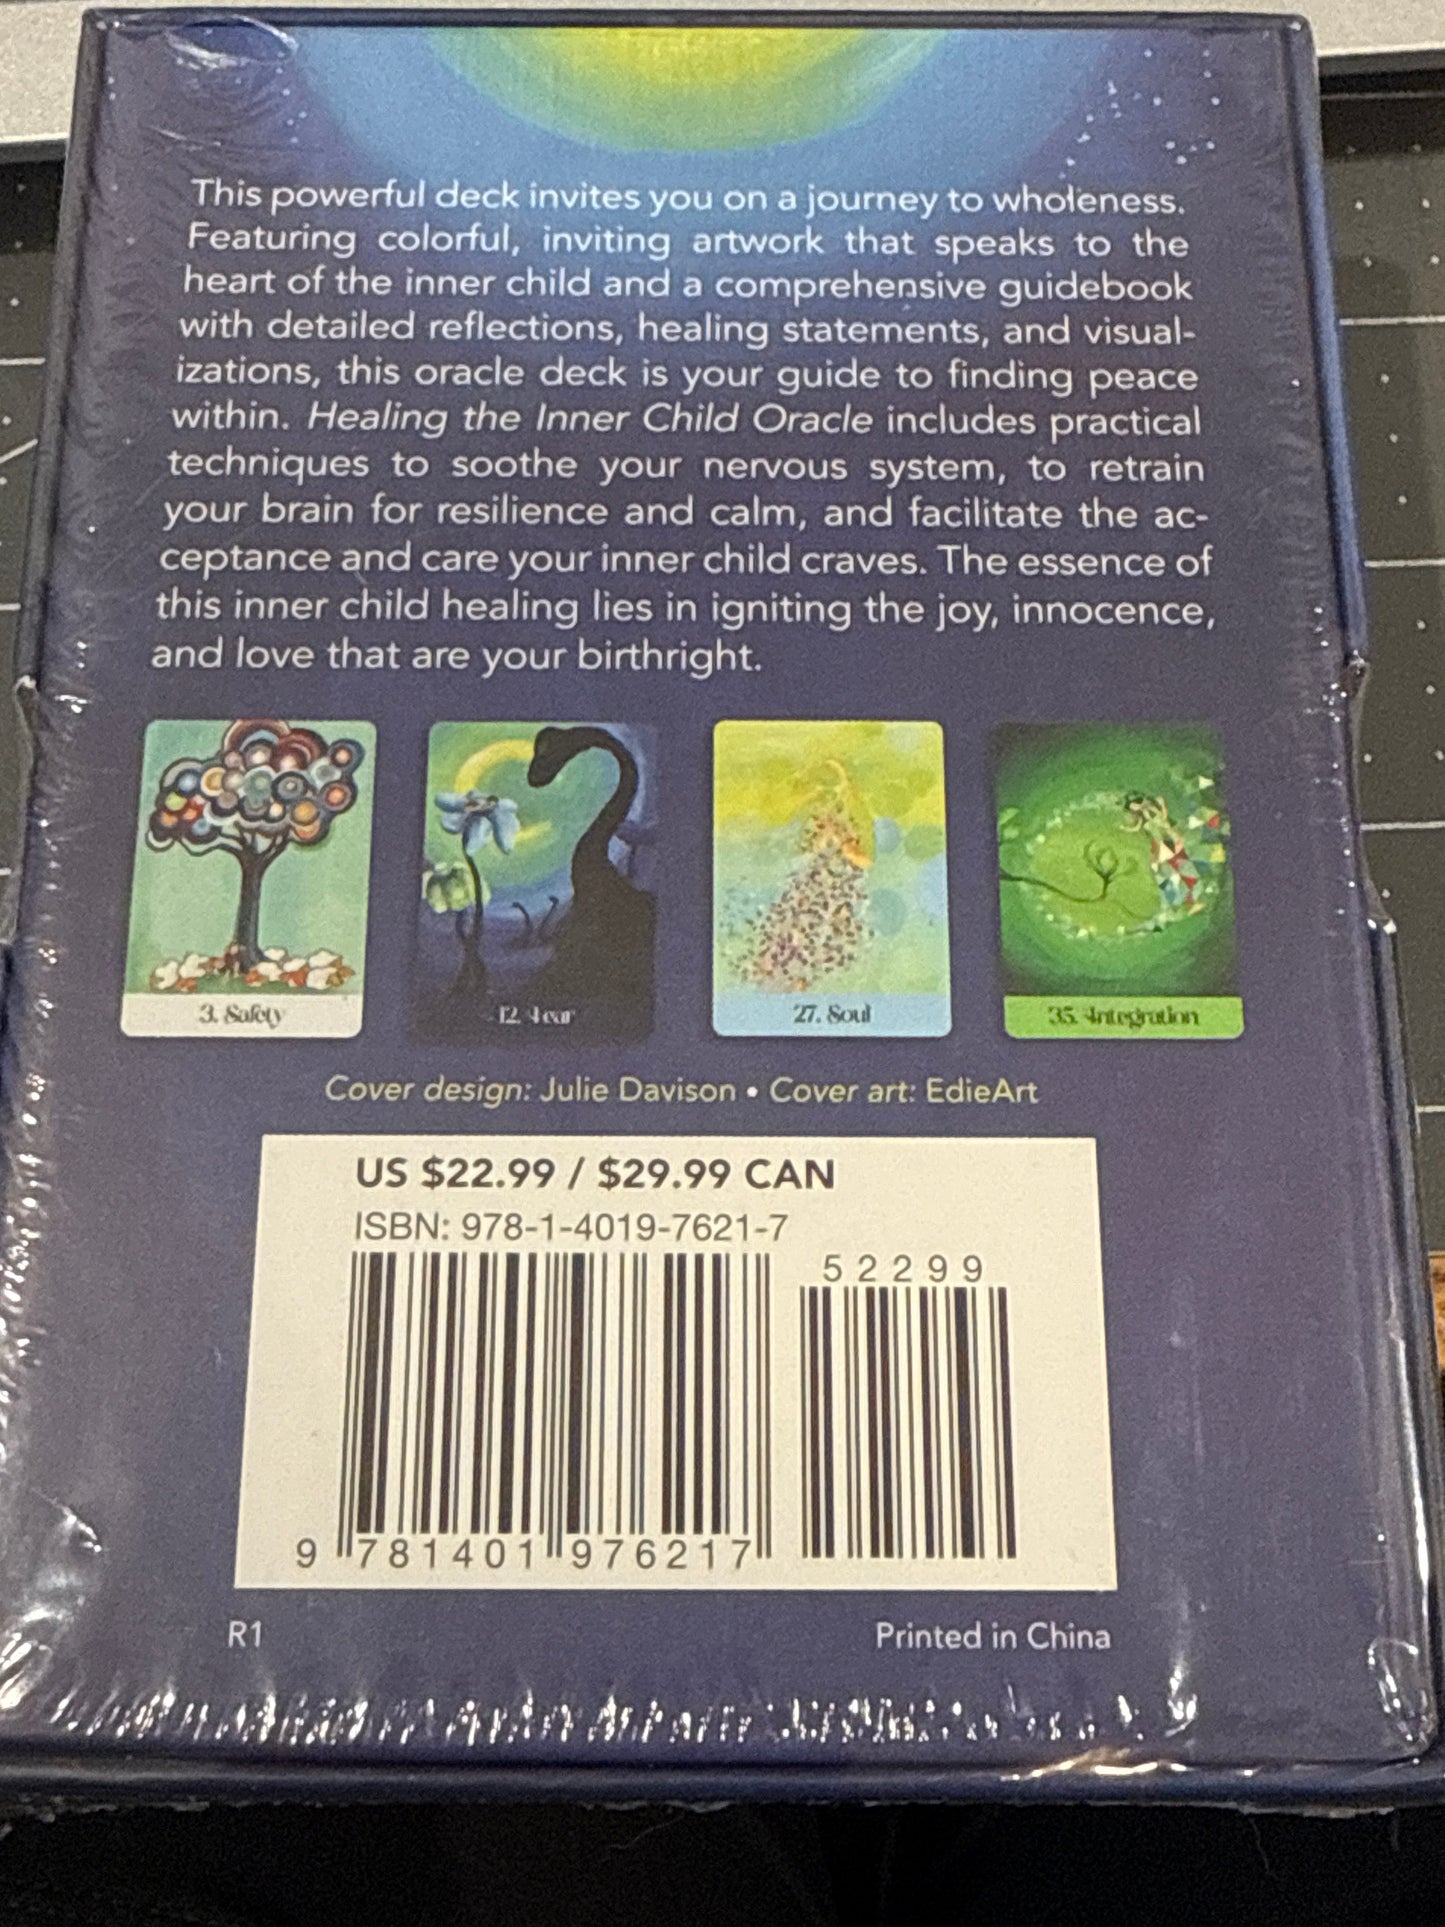 This powerful deck invites you on a journey to wholeness.
Featuring colorful, inviting artwork that speaks to the
heart of the inner child and a comprehensive guidebook
with detailed reflections, healing statements, and visual-
izations, this oracle deck is your guide to finding peace
within. Healing the Inner Child Oracle includes practical
techniques to soothe your nervous system, to retrain
your brain for resilience and calm, and facilitate the ac-
ceptance and care your inner child craves. The essence of
this inner child healing lies in igniting the joy, innocence,
and love that are your birthright.
3. Safety
12. Fear
27. Soul
35. Integration
Cover design: Julie Davison • Cover art: EdieArt
US $22.99 / $29.99 CAN
ISBN: 978-1-4019-7621-7
52299
9 781401 976217
R1
Printed in China